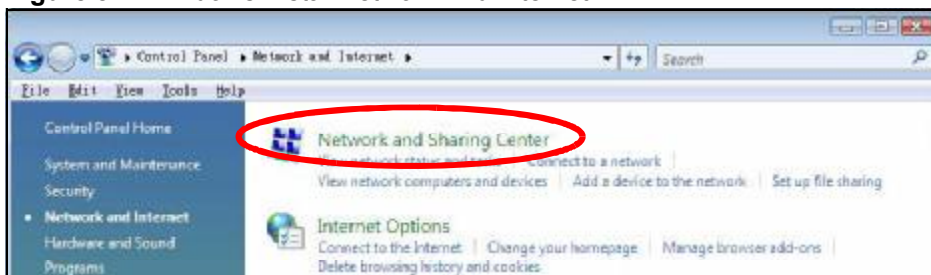 Control Panel ▸ Network and Internet ▸
Search
File Edit View Tools Help
Control Panel Home
System and Maintenance
Security
Network and Internet
Hardware and Sound
Programs
Network and Sharing Center
View network status and tasks Connect to a network
View network computers and devices Add a device to the network Set up file sharing
Internet Options
Connect to the Internet Change your homepage Manage browser add-ons
Delete browsing history and cookies